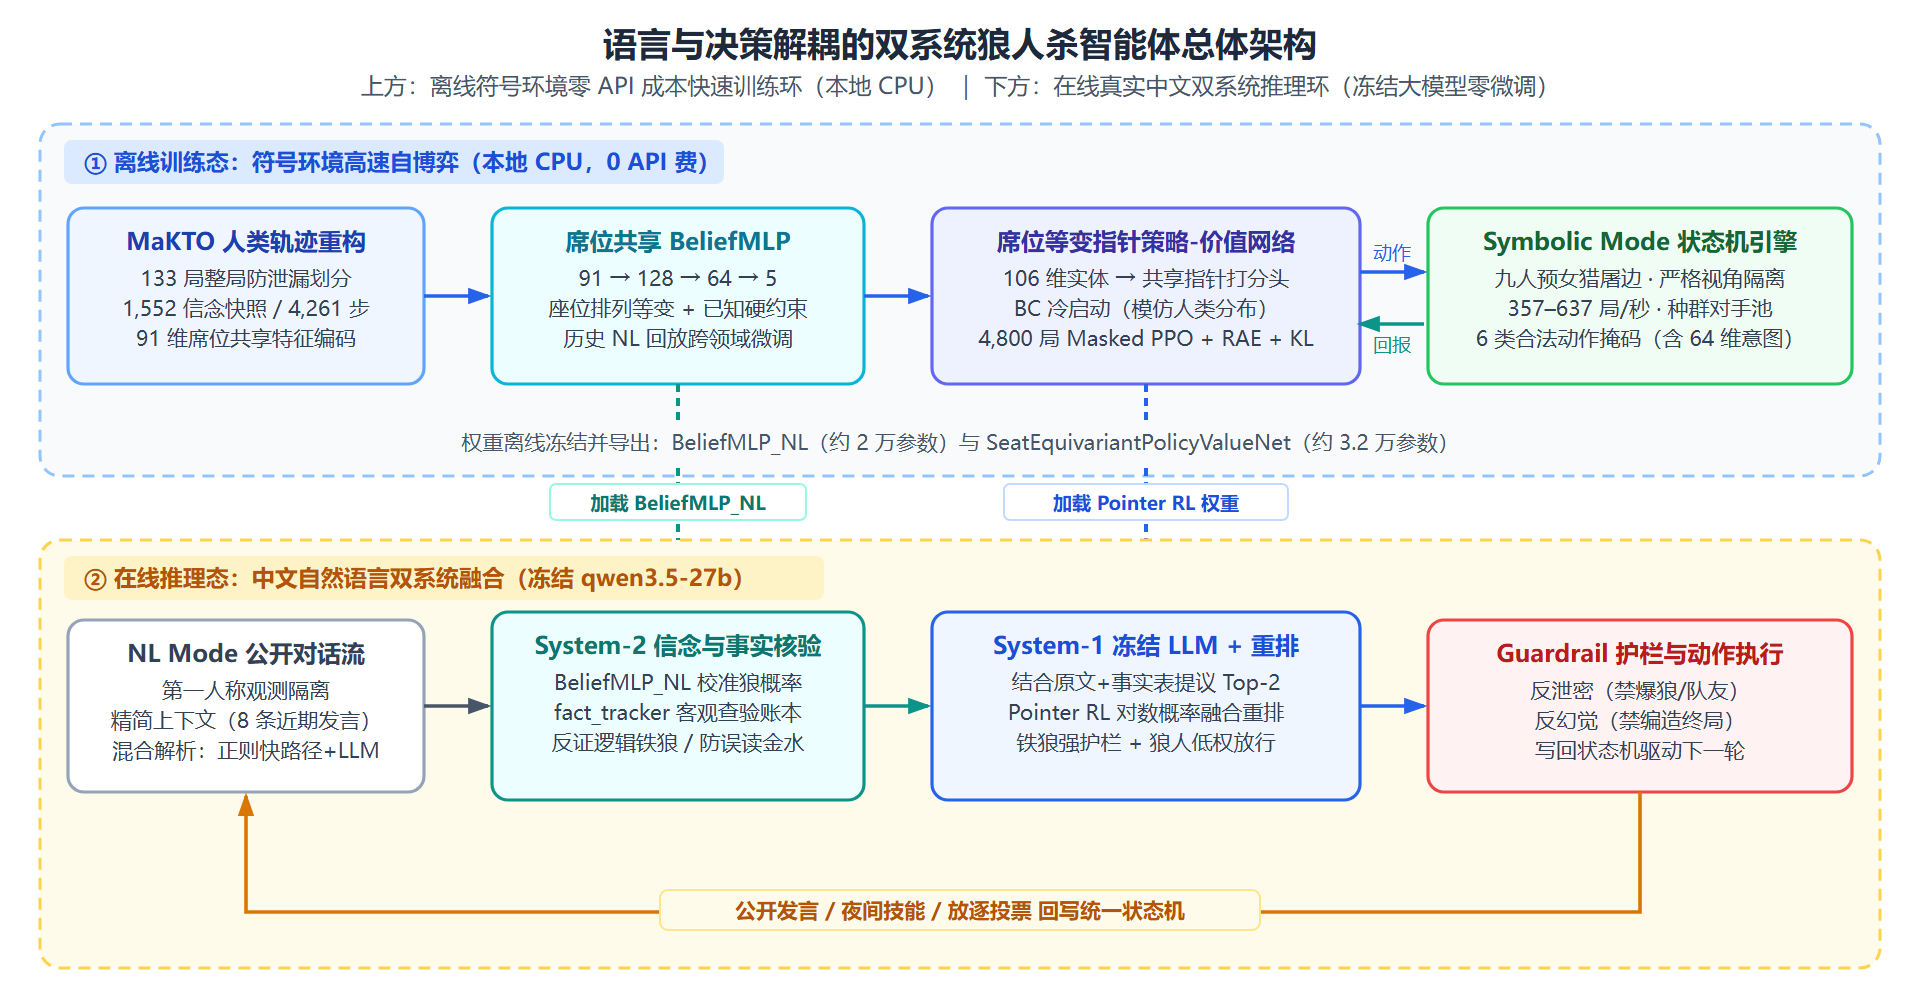 语言与决策解耦的双系统狼人杀智能体总体架构
上方：离线符号环境零 API 成本快速训练环（本地 CPU） | 下方：在线真实中文双系统推理环（冻结大模型零微调）
① 离线训练态：符号环境高速自博弈（本地 CPU，0 API 费）
MaKTO 人类轨迹重构
133 局整局防泄漏划分
1,552 信念快照 / 4,261 步
91 维席位共享特征编码
席位共享 BeliefMLP
91 → 128 → 64 → 5
座位排列等变 + 已知硬约束
历史 NL 回放跨领域微调
席位等变指针策略-价值网络
106 维实体 → 共享指针打分头
BC 冷启动（模仿人类分布）
4,800 局 Masked PPO + RAE + KL
动作
回报
Symbolic Mode 状态机引擎
九人预女猎屠边 · 严格视角隔离
357–637 局/秒 · 种群对手池
6 类合法动作掩码（含 64 维意图）
权重离线冻结并导出：BeliefMLP_NL（约 2 万参数）与 SeatEquivariantPolicyValueNet（约 3.2 万参数）
加载 BeliefMLP_NL
加载 Pointer RL 权重
② 在线推理态：中文自然语言双系统融合（冻结 qwen3.5-27b）
NL Mode 公开对话流
第一人称观测隔离
精简上下文（8 条近期发言）
混合解析：正则快路径+LLM
System-2 信念与事实核验
BeliefMLP_NL 校准狼概率
fact_tracker 客观查验账本
反证逻辑铁狼 / 防误读金水
System-1 冻结 LLM + 重排
结合原文+事实表提议 Top-2
Pointer RL 对数概率融合重排
铁狼强护栏 + 狼人低权放行
Guardrail 护栏与动作执行
反泄密（禁爆狼/队友）
反幻觉（禁编造终局）
写回状态机驱动下一轮
公开发言 / 夜间技能 / 放逐投票 回写统一状态机